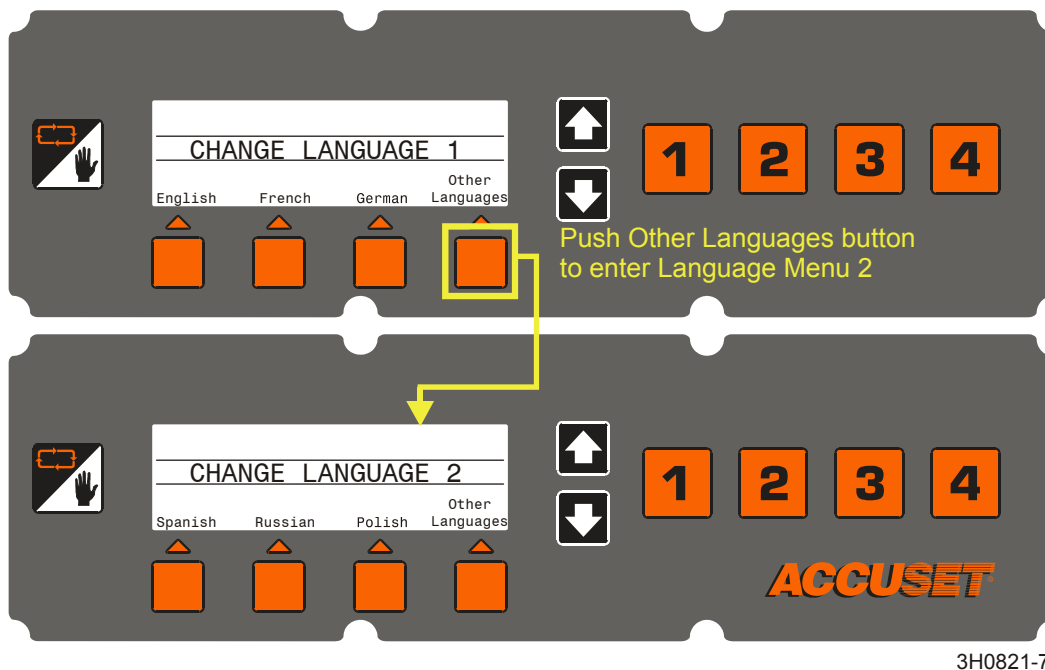 CHANGE LANGUAGE 1
Other
English French German Languages
1 2 3 4
Push Other Languages button
to enter Language Menu 2
CHANGE LANGUAGE 2
Other
Spanish Russian Polish Languages
1 2 3 4
ACCUSET
3H0821-7